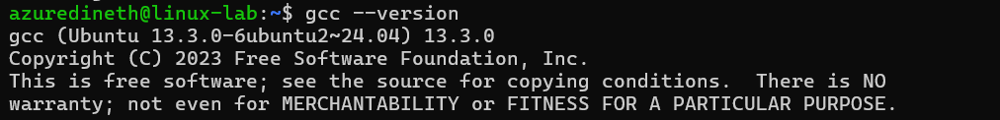 azuredineth@linux-lab:~$ gcc --version
gcc (Ubuntu 13.3.0-6ubuntu2~24.04) 13.3.0
Copyright (C) 2023 Free Software Foundation, Inc.
This is free software; see the source for copying conditions.  There is NO
warranty; not even for MERCHANTABILITY or FITNESS FOR A PARTICULAR PURPOSE.